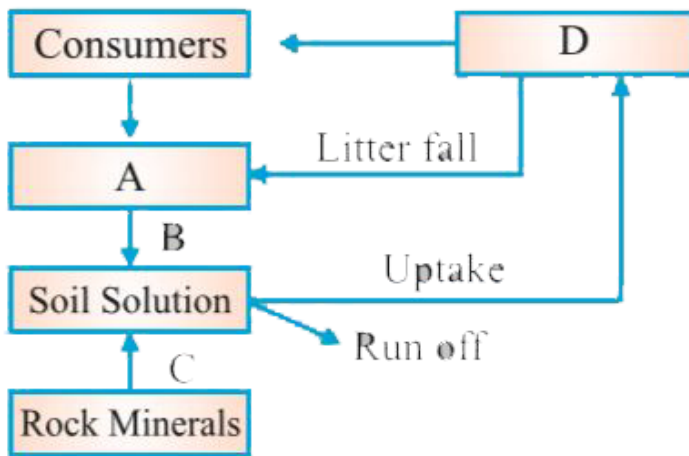 Consumers
D
Litter fall
A
B
Uptake
Soil Solution
Run off
C
Rock Minerals